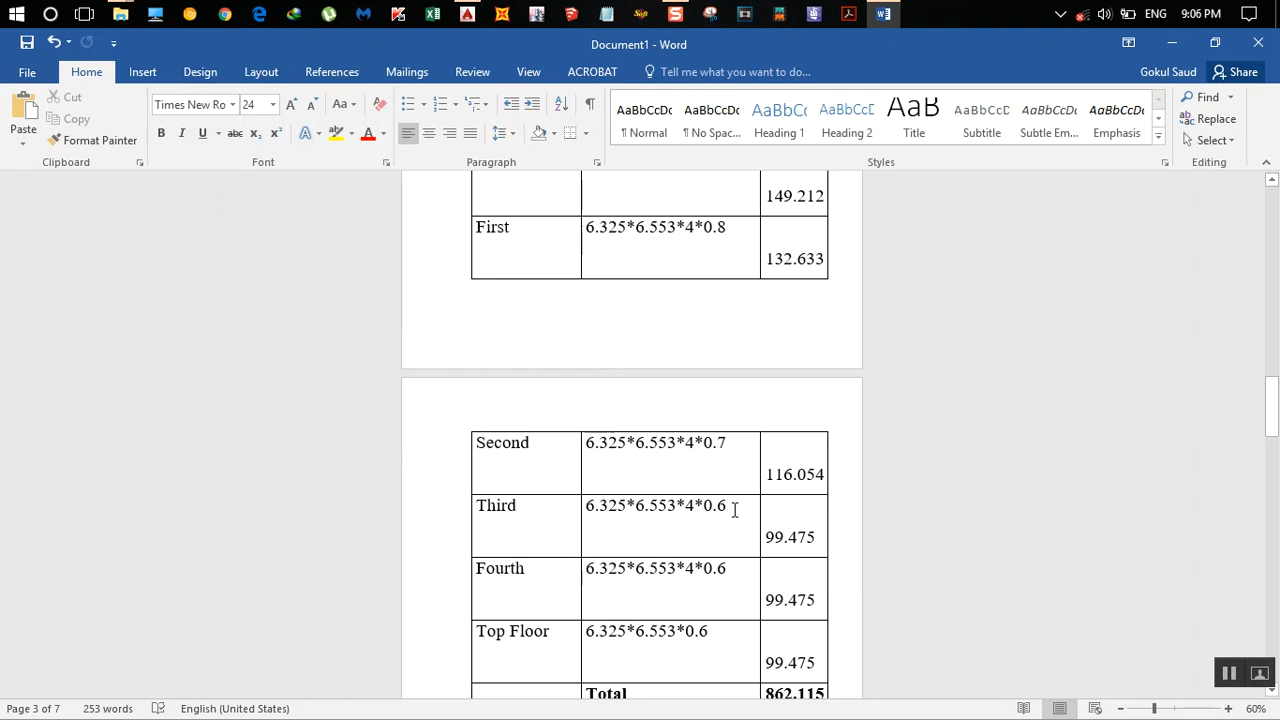 ENG 5:06 PM
Document1 - Word
File Home Insert Design Layout References Mailings Review View ACROBAT Tell me what you want to do... Gokul Saud Share
Paste Cut Copy Format Painter
Clipboard
Times New Ro 24
Font
Paragraph
AaBbCcDc AaBbCcDc AaBbCc AaBbCcC AaB AaBbCcD AaBbCcDc AaBbCcDc
¶ Normal ¶ No Spac... Heading 1 Heading 2 Title Subtitle Subtle Em... Emphasis
Styles
Find Replace Select
Editing
149.212
First 6.325*6.553*4*0.8
132.633
Second 6.325*6.553*4*0.7
116.054
Third 6.325*6.553*4*0.6
99.475
Fourth 6.325*6.553*4*0.6
99.475
Top Floor 6.325*6.553*0.6
99.475
Total 862.115
Page 3 of 7 253 words English (United States) 60%